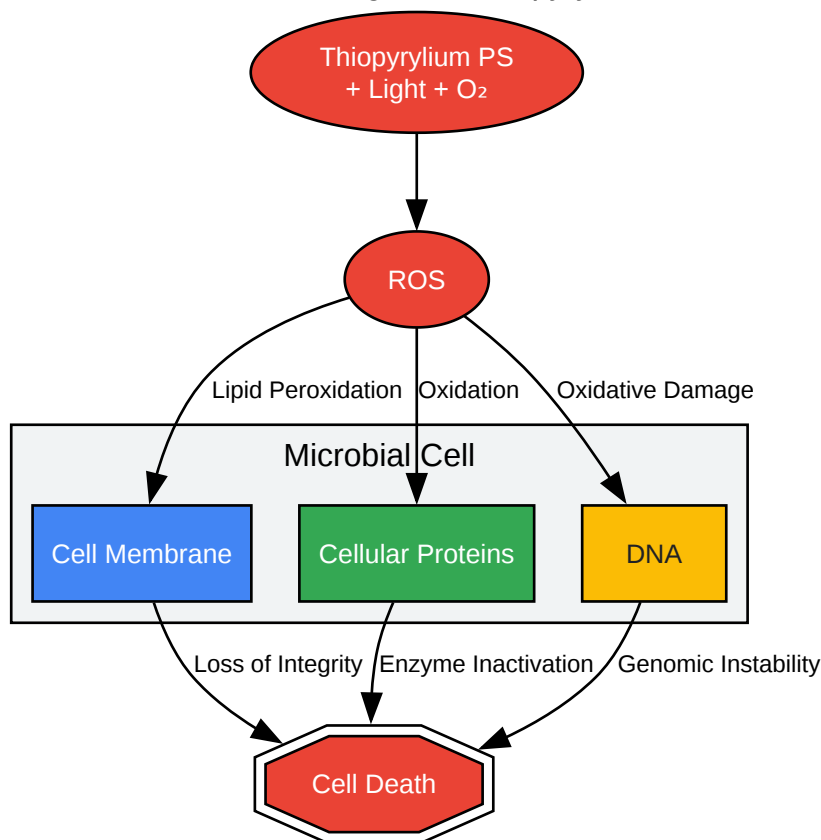 Thiopyrylium PS
+ Light + O₂
ROS
Lipid Peroxidation
Oxidation
Oxidative Damage
Microbial Cell
Cell Membrane
Cellular Proteins
DNA
Loss of Integrity
Enzyme Inactivation
Genomic Instability
Cell Death